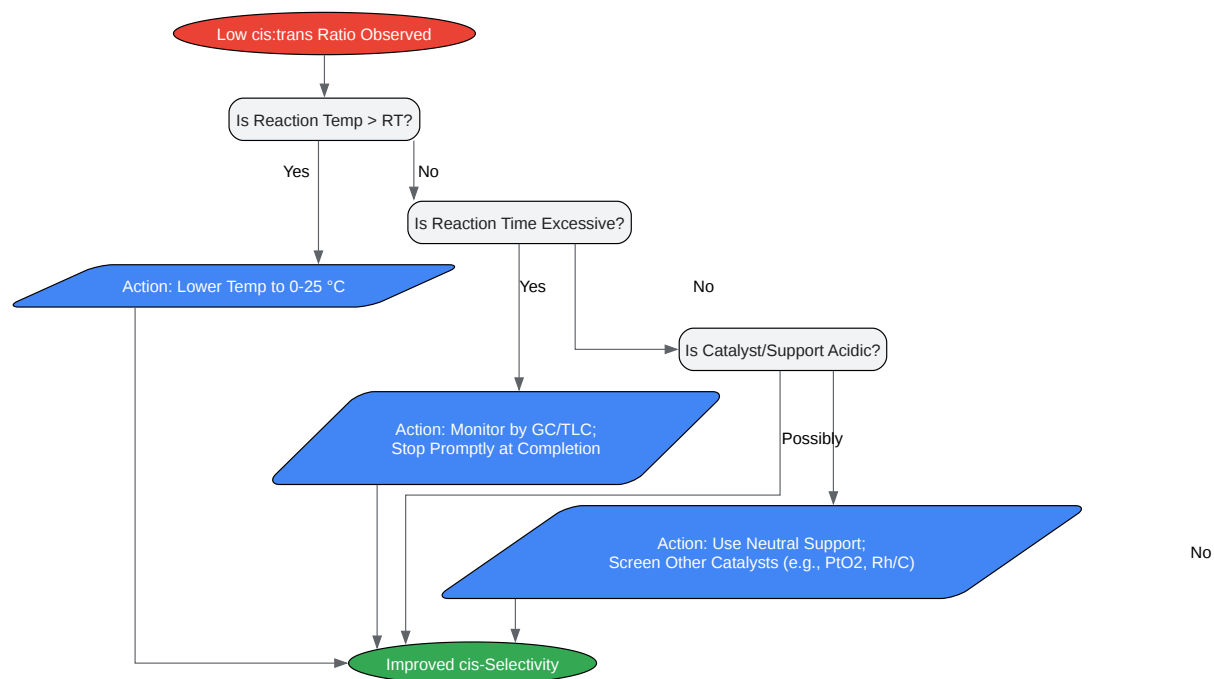 Low cis:trans Ratio Observed
Is Reaction Temp > RT?
Yes
No
Is Reaction Time Excessive?
Action: Lower Temp to 0-25 °C
Yes
No
Is Catalyst/Support Acidic?
Action: Monitor by GC/TLC;
Stop Promptly at Completion
Possibly
Action: Use Neutral Support;
Screen Other Catalysts (e.g., PtO2, Rh/C)
No
Improved cis-Selectivity